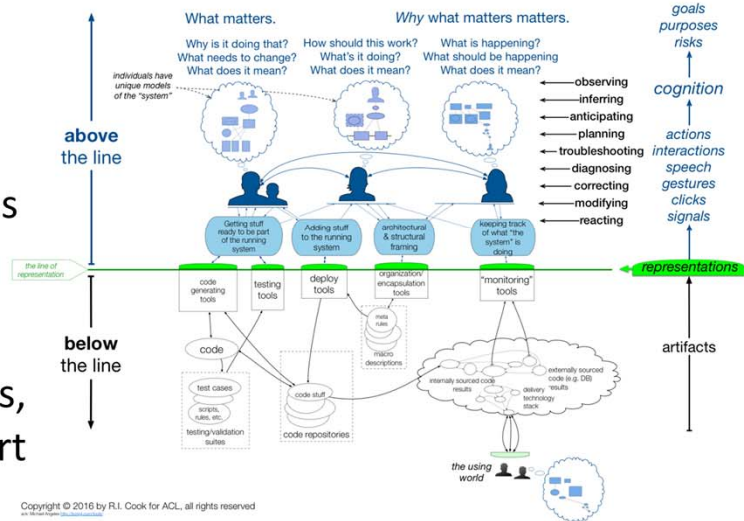 What matters.
Why what matters matters.
Why is it doing that?
What needs to change?
What does it mean?
How should this work?
What's it doing?
What does it mean?
What is happening?
What should be happening
What does it mean?
goals
purposes
risks
cognition
actions
interactions
speech
gestures
clicks
signals
individuals have
unique models
of the "system"
observing
inferring
anticipating
planning
troubleshooting
diagnosing
correcting
modifying
reacting
above
the line
s
Getting stuff
ready to be part
of the running
system
Adding stuff
to the running
system
architectural
& structural
framing
keeping track
of what "the
system" is
doing
the line of
representation
representations
code
generating
tools
testing
tools
deploy
tools
organization/
encapsulation
tools
"monitoring"
tools
below
the line
s,
rt
artifacts
meta
rules
macro
descriptions
code
test cases
scripts,
rules, etc.
testing/validation
suites
code stuff
code repositories
internally sourced code
results
externally sourced
code (e.g. DB)
results
delivery
technology
stack
the using
world
Copyright © 2016 by R.I. Cook for ACL, all rights reserved